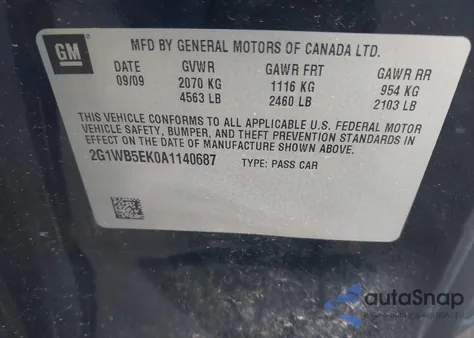 GM
MFD BY GENERAL MOTORS OF CANADA LTD.
DATE GVWR GAWR FRT GAWR RR
09/09 2070 KG 1116 KG 954 KG
4563 LB 2460 LB 2103 LB
THIS VEHICLE CONFORMS TO ALL APPLICABLE U.S. FEDERAL MOTOR
VEHICLE SAFETY, BUMPER, AND THEFT PREVENTION STANDARDS IN
EFFECT ON THE DATE OF MANUFACTURE SHOWN ABOVE.
2G1WB5EK0A1140687 TYPE: PASS CAR
autoSnap